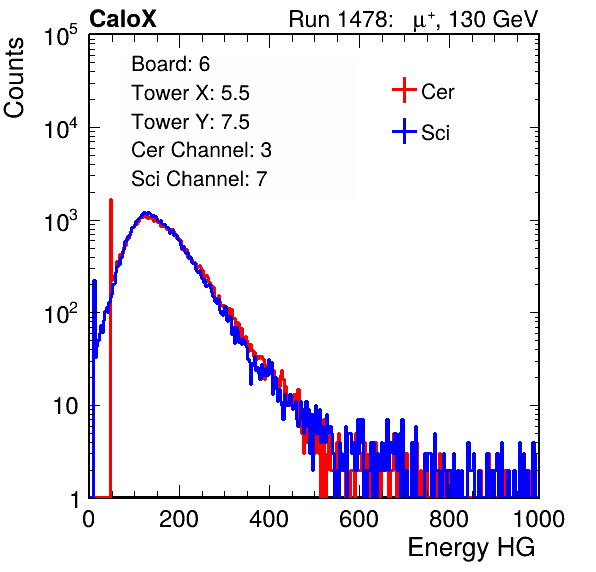 CaloX Run 1478: μ⁺, 130 GeV
Counts
10⁵
10⁴
10³
10²
10
1
Board: 6
Tower X: 5.5
Tower Y: 7.5
Cer Channel: 3
Sci Channel: 7
Cer
Sci
0 200 400 600 800 1000
Energy HG